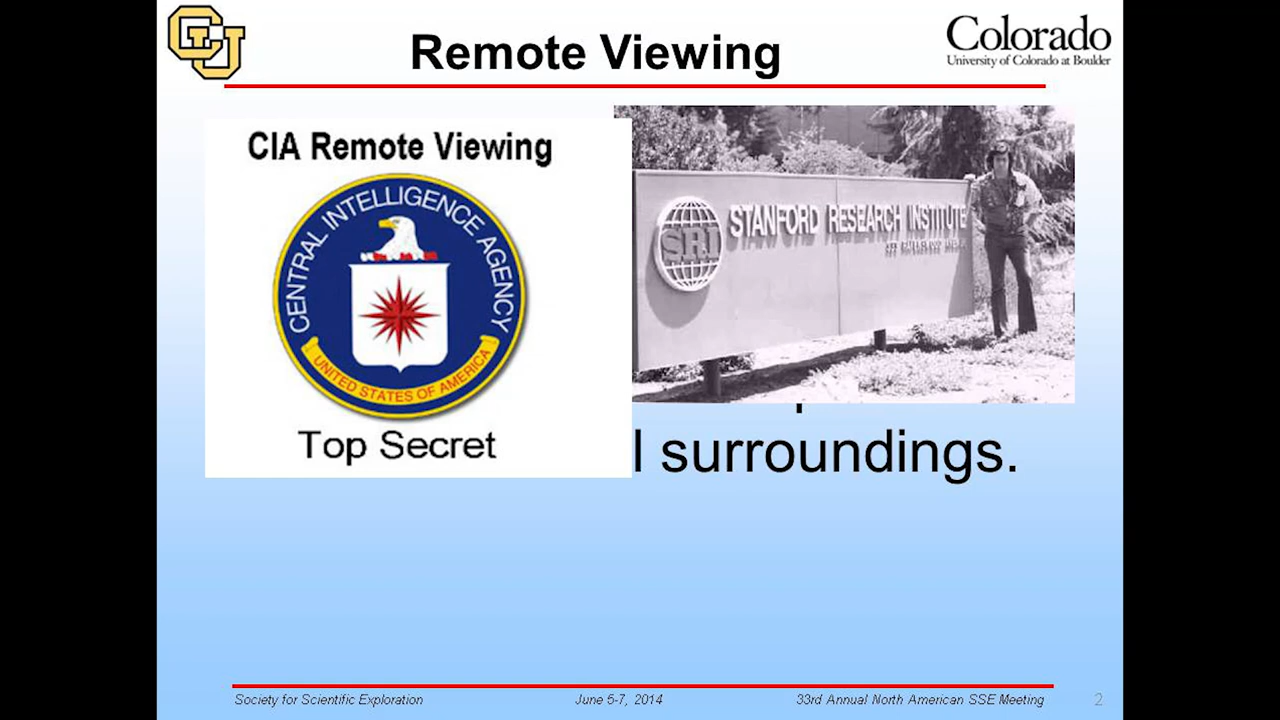 CU
Remote Viewing
Colorado
University of Colorado at Boulder
CIA Remote Viewing
CENTRAL INTELLIGENCE AGENCY
UNITED STATES OF AMERICA
Top Secret
SRI
STANFORD RESEARCH INSTITUTE
l surroundings.
Society for Scientific Exploration
June 5-7, 2014
33rd Annual North American SSE Meeting
2